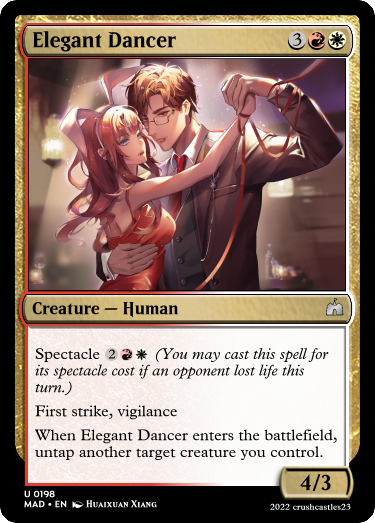 Elegant Dancer 3
Creature — Human
Spectacle 2 (You may cast this spell for
its spectacle cost if an opponent lost life this
turn.)
First strike, vigilance
When Elegant Dancer enters the battlefield,
untap another target creature you control.
4/3
U 0198
MAD • EN Huaixuan Xiang
2022 crushcastles23